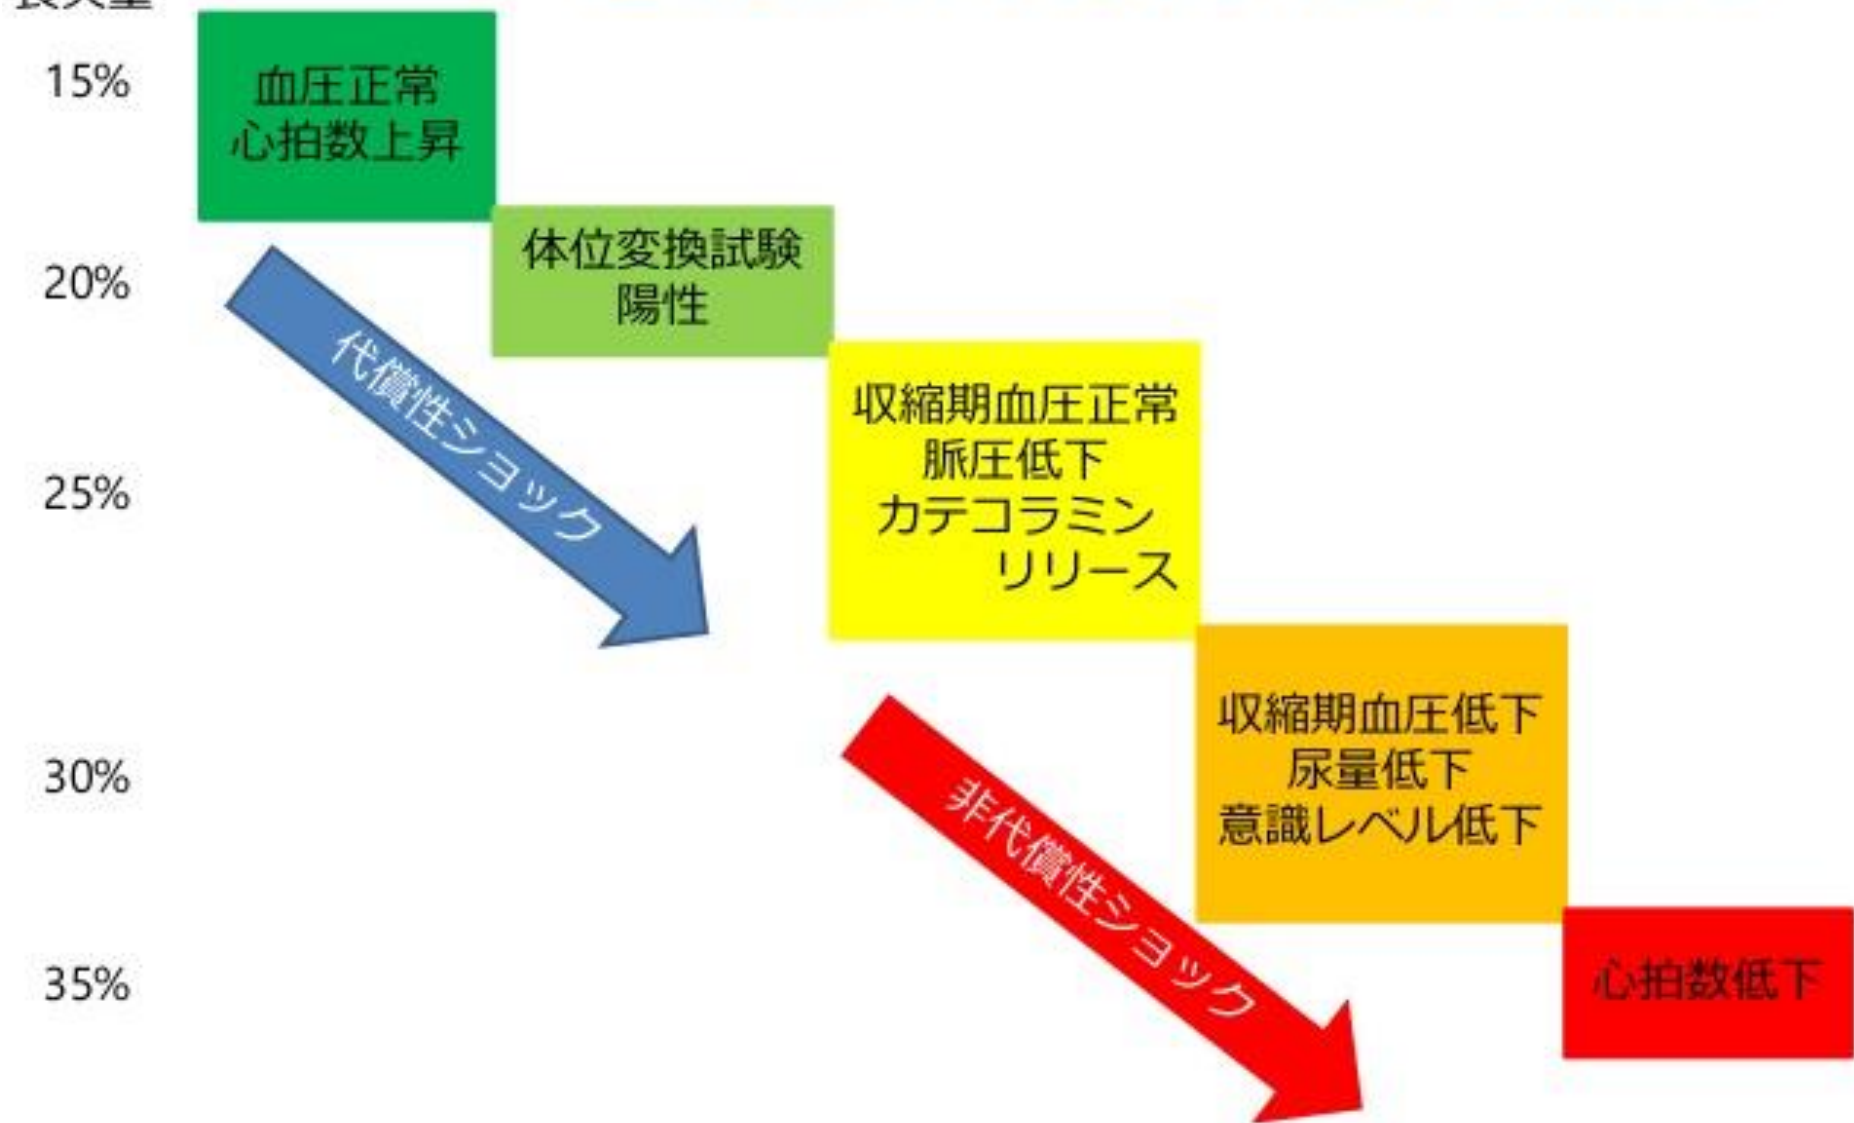 15%
血圧正常
心拍数上昇
20%
体位変換試験
陽性
代償性ショック
25%
収縮期血圧正常
脈圧低下
カテコラミン
リリース
30%
収縮期血圧低下
尿量低下
意識レベル低下
非代償性ショック
35%
心拍数低下